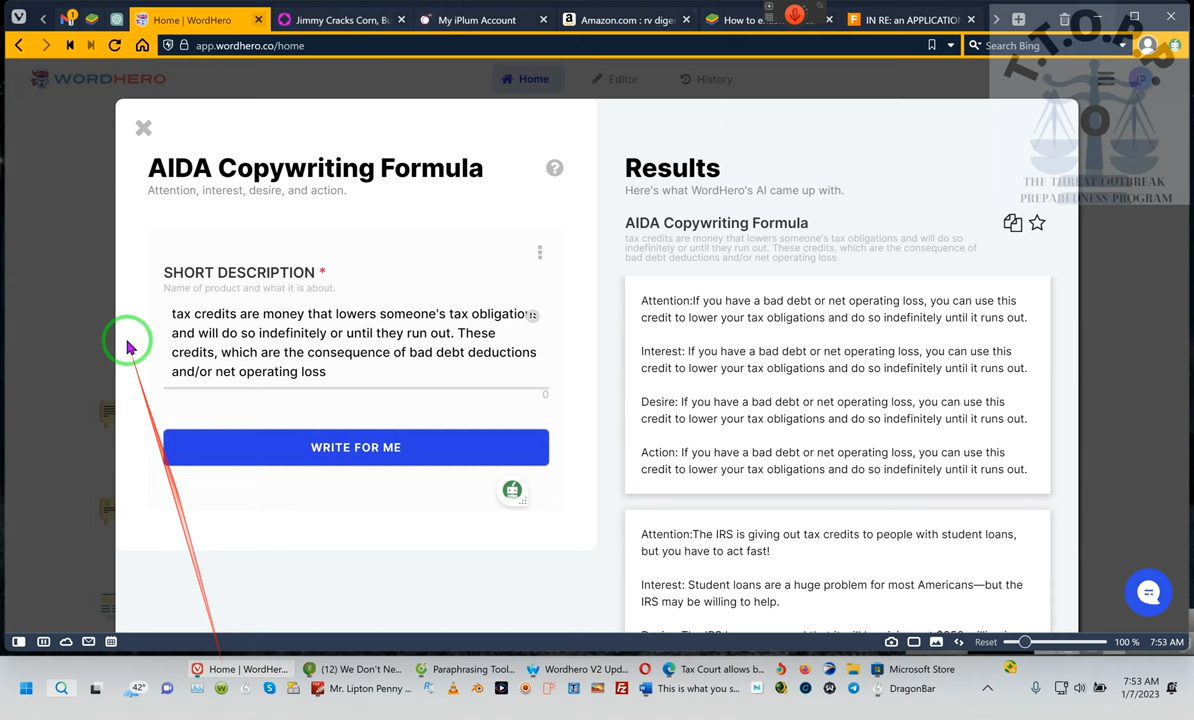 Home | WordHero
Jimmy Cracks Corn, Bu
My iPlum Account
Amazon.com : rv diges
How to e
IN RE: an APPLICATION
app.wordhero.co/home
Search Bing
T.T.O.P.P.
O
WORDHERO
Home
Editor
History
THE THREAT OUTBREAK
PREPAREDNESS PROGRAM
AIDA Copywriting Formula
Attention, interest, desire, and action.
SHORT DESCRIPTION *
Name of product and what it is about.
tax credits are money that lowers someone's tax obligations
and will do so indefinitely or until they run out. These
credits, which are the consequence of bad debt deductions
and/or net operating loss
0
WRITE FOR ME
Results
Here's what WordHero's AI came up with.
AIDA Copywriting Formula
tax credits are money that lowers someone's tax obligations and will do so
indefinitely or until they run out. These credits, which are the consequence of
bad debt deductions and/or net operating loss
Attention:If you have a bad debt or net operating loss, you can use this
credit to lower your tax obligations and do so indefinitely until it runs out.
Interest: If you have a bad debt or net operating loss, you can use this
credit to lower your tax obligations and do so indefinitely until it runs out.
Desire: If you have a bad debt or net operating loss, you can use this
credit to lower your tax obligations and do so indefinitely until it runs out.
Action: If you have a bad debt or net operating loss, you can use this
credit to lower your tax obligations and do so indefinitely until it runs out.
Attention:The IRS is giving out tax credits to people with student loans,
but you have to act fast!
Interest: Student loans are a huge problem for most Americans—but the
IRS may be willing to help.
Reset
100 %
7:53 AM
Home | WordHer...
(12) We Don't Ne...
Paraphrasing Tool...
Wordhero V2 Upd...
Tax Court allows b...
Microsoft Store
42°
Mr. Lipton Penny ...
This is what you s...
DragonBar
7:53 AM
1/7/2023